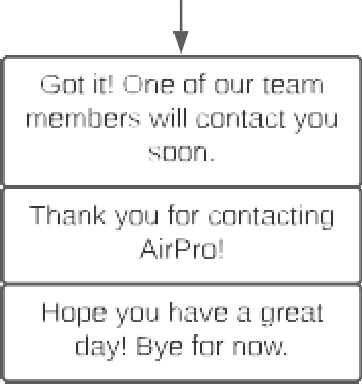 Got it! One of our team
members will contact you
soon.
Thank you for contacting
AirPro!
Hope you have a great
day! Bye for now.